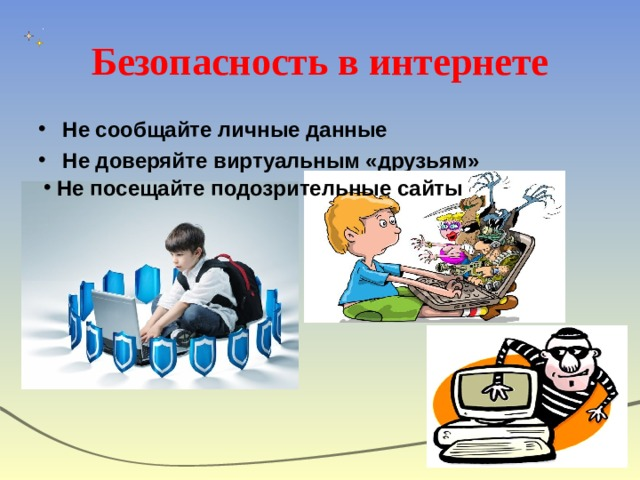 Безопасность в интернете
• Не сообщайте личные данные
• Не доверяйте виртуальным «друзьям»
• Не посещайте подозрительные сайты